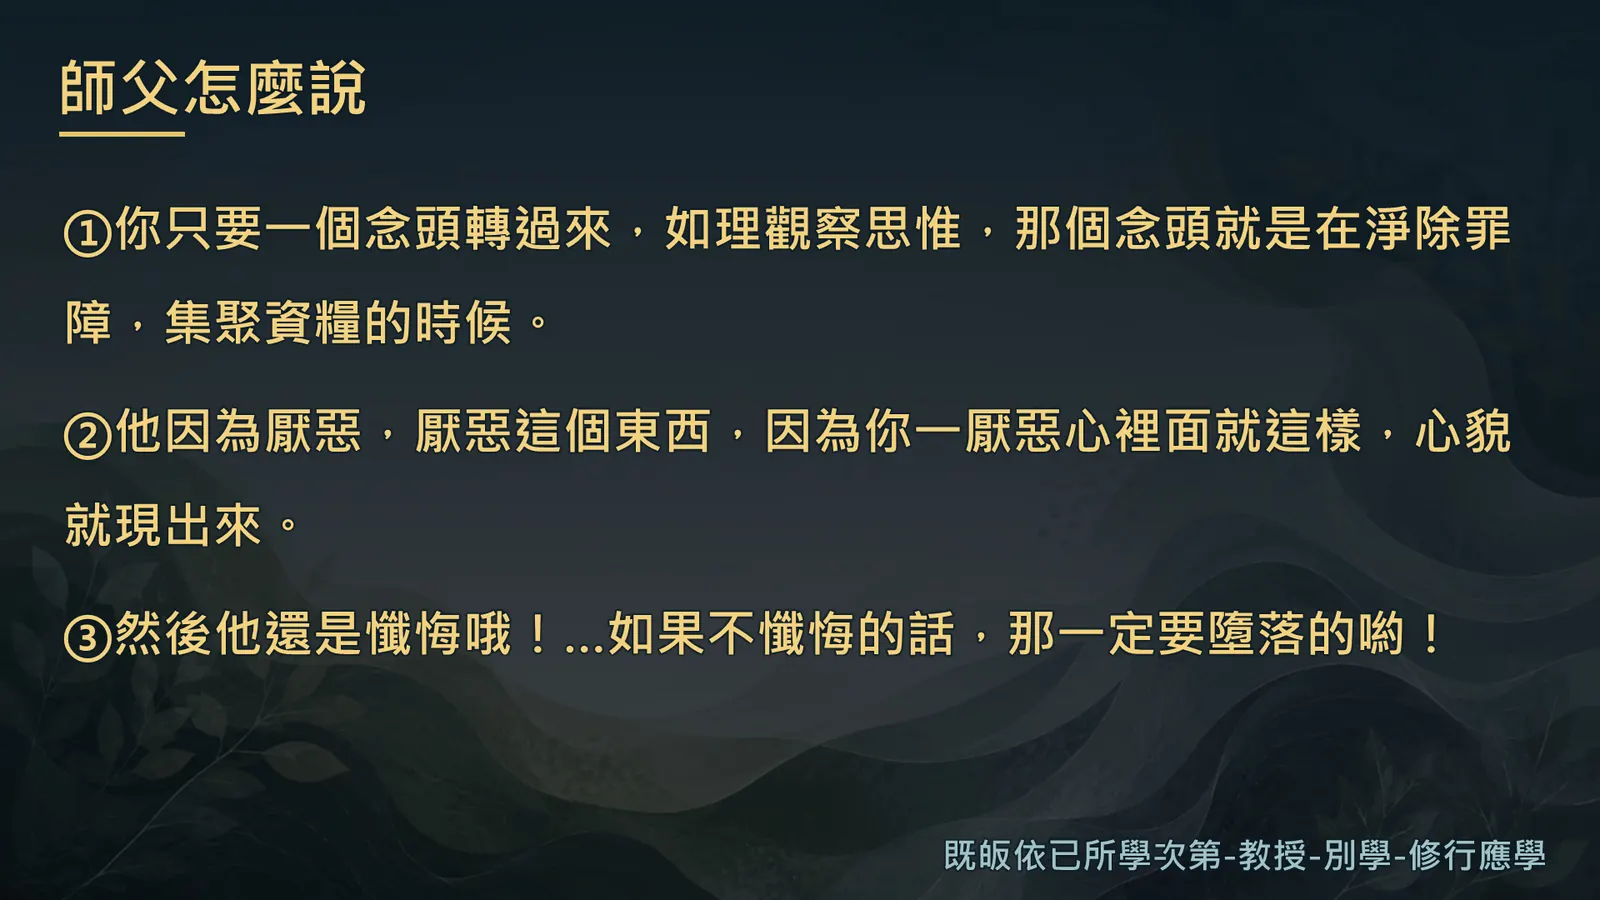 師父怎麼說
①你只要一個念頭轉過來，如理觀察思惟，那個念頭就是在淨除罪
障，集聚資糧的時候。
②他因為厭惡，厭惡這個東西，因為你一厭惡心裡面就這樣，心貌
就現出來。
③然後他還是懺悔哦！...如果不懺悔的話，那一定要墮落的喲！
既皈依已所學次第-教授-別學-修行應學